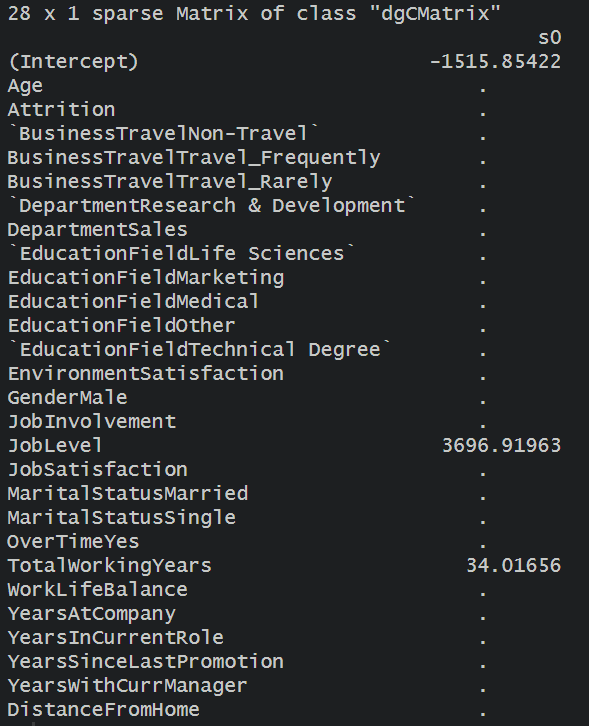 28 x 1 sparse Matrix of class "dgCMatrix"
s0
(Intercept) -1515.85422
Age .
Attrition .
`BusinessTravelNon-Travel` .
BusinessTravelTravel_Frequently .
BusinessTravelTravel_Rarely .
`DepartmentResearch & Development` .
DepartmentSales .
`EducationFieldLife Sciences` .
EducationFieldMarketing .
EducationFieldMedical .
EducationFieldOther .
`EducationFieldTechnical Degree` .
EnvironmentSatisfaction .
GenderMale .
JobInvolvement .
JobLevel 3696.91963
JobSatisfaction .
MaritalStatusMarried .
MaritalStatusSingle .
OverTimeYes .
TotalWorkingYears 34.01656
WorkLifeBalance .
YearsAtCompany .
YearsInCurrentRole .
YearsSinceLastPromotion .
YearsWithCurrManager .
DistanceFromHome .